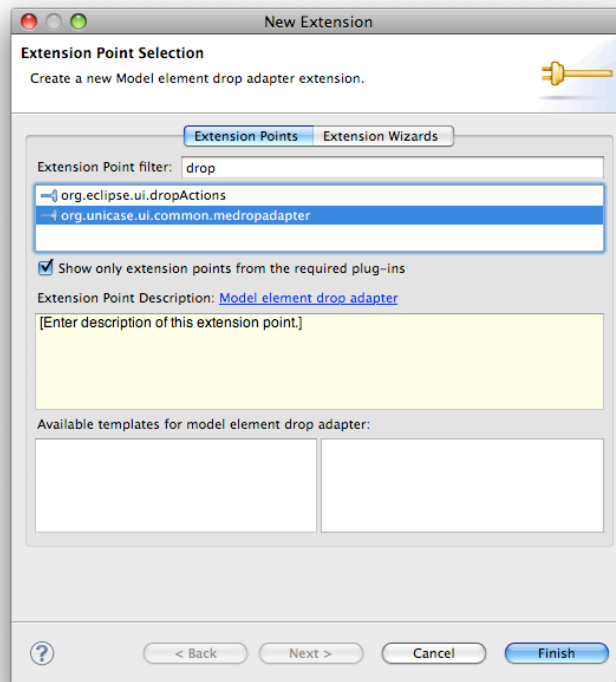 New Extension
Extension Point Selection
Create a new Model element drop adapter extension.
Extension Points Extension Wizards
Extension Point filter: drop
org.eclipse.ui.dropActions
org.unicase.ui.common.medropadapter
Show only extension points from the required plug-ins
Extension Point Description: Model element drop adapter
[Enter description of this extension point.]
Available templates for model element drop adapter:
? < Back Next > Cancel Finish